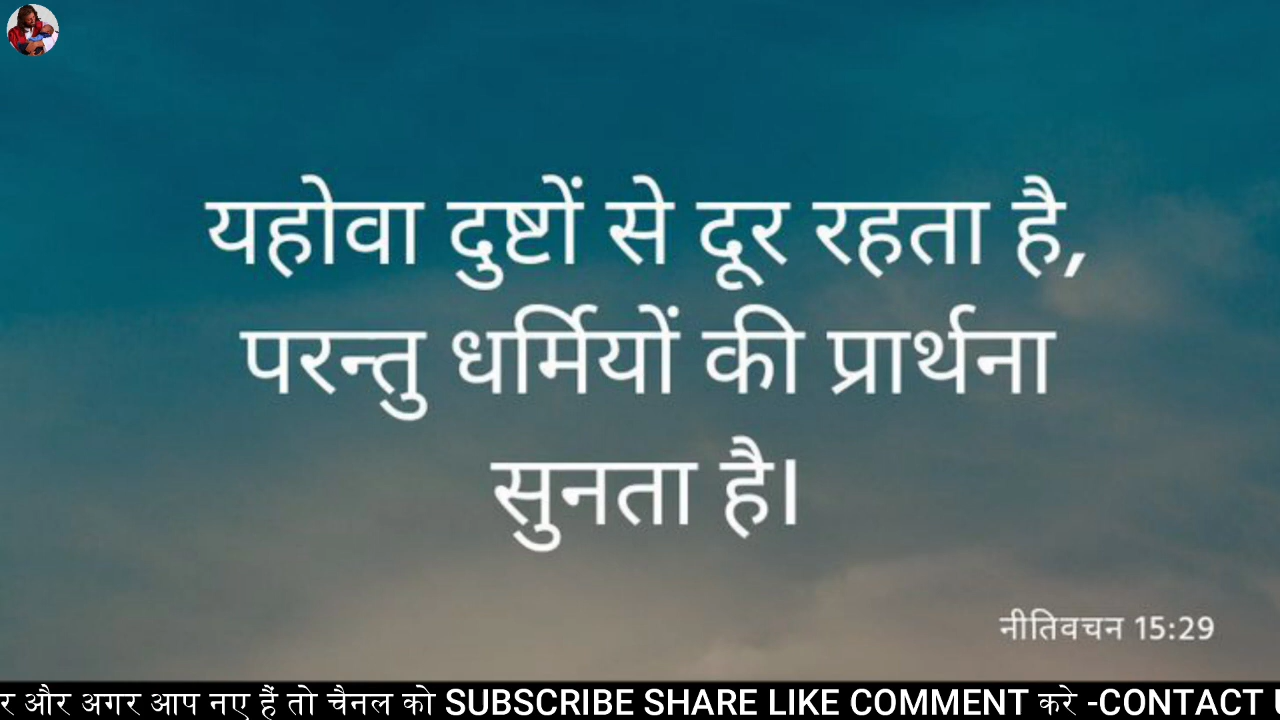 यहोवा दुष्टों से दूर रहता है,
परन्तु धर्मियों की प्रार्थना
सुनता है।
नीतिवचन 15:29
और अगर आप नए हैं तो चैनल को SUBSCRIBE SHARE LIKE COMMENT करे -CONTACT